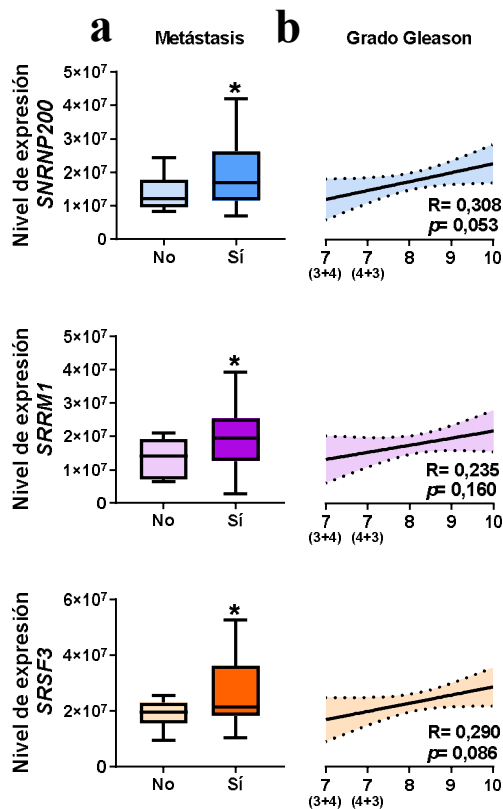 a Metástasis b Grado Gleason
Nivel de expresión
SNRNP200
5×10⁷
4×10⁷
3×10⁷
2×10⁷
1×10⁷
0
*
No Sí
R= 0,308
p= 0,053
7 7 8 9 10
(3+4) (4+3)
Nivel de expresión
SRRM1
5×10⁷
4×10⁷
3×10⁷
2×10⁷
1×10⁷
0
*
No Sí
R= 0,235
p= 0,160
7 7 8 9 10
(3+4) (4+3)
Nivel de expresión
SRSF3
6×10⁷
4×10⁷
2×10⁷
0
*
No Sí
R= 0,290
p= 0,086
7 7 8 9 10
(3+4) (4+3)